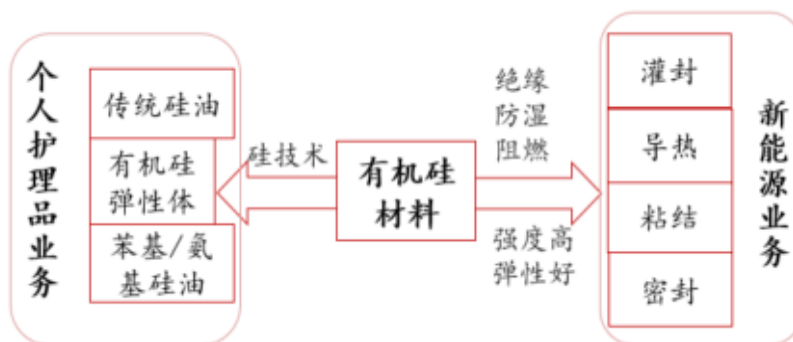 个人护理品业务
传统硅油
有机硅
弹性体
苯基/氨
基硅油
硅技术
有机硅
材料
绝缘
防湿
阻燃
强度高
弹性好
灌封
导热
粘结
密封
新能源业务